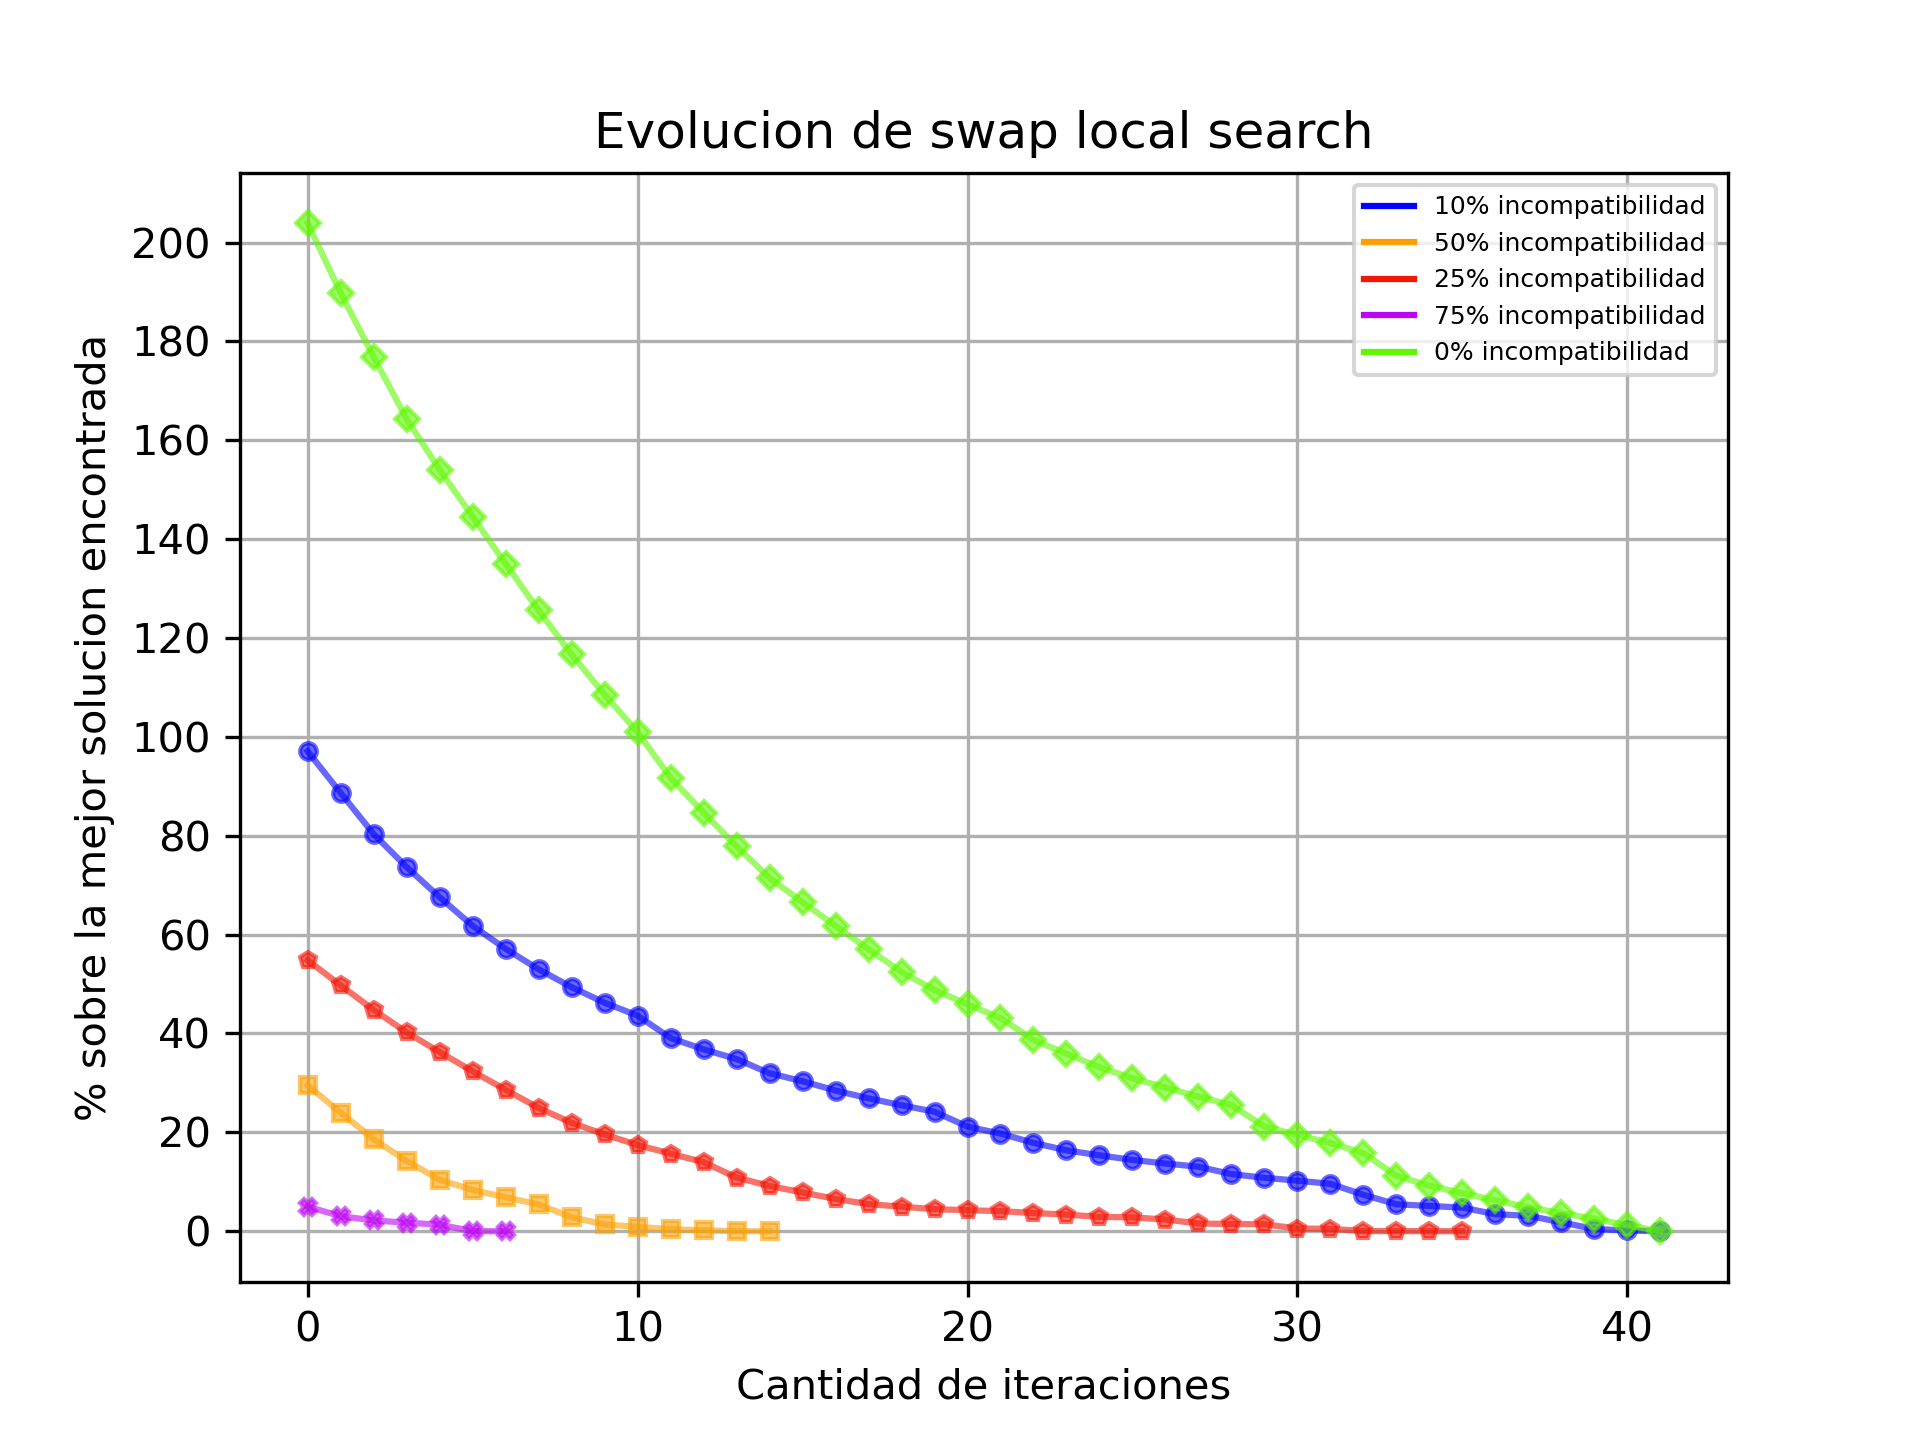 Evolucion de swap local search
10% incompatibilidad
50% incompatibilidad
25% incompatibilidad
75% incompatibilidad
0% incompatibilidad
% sobre la mejor solucion encontrada
200
180
160
140
120
100
80
60
40
20
0
0 10 20 30 40
Cantidad de iteraciones